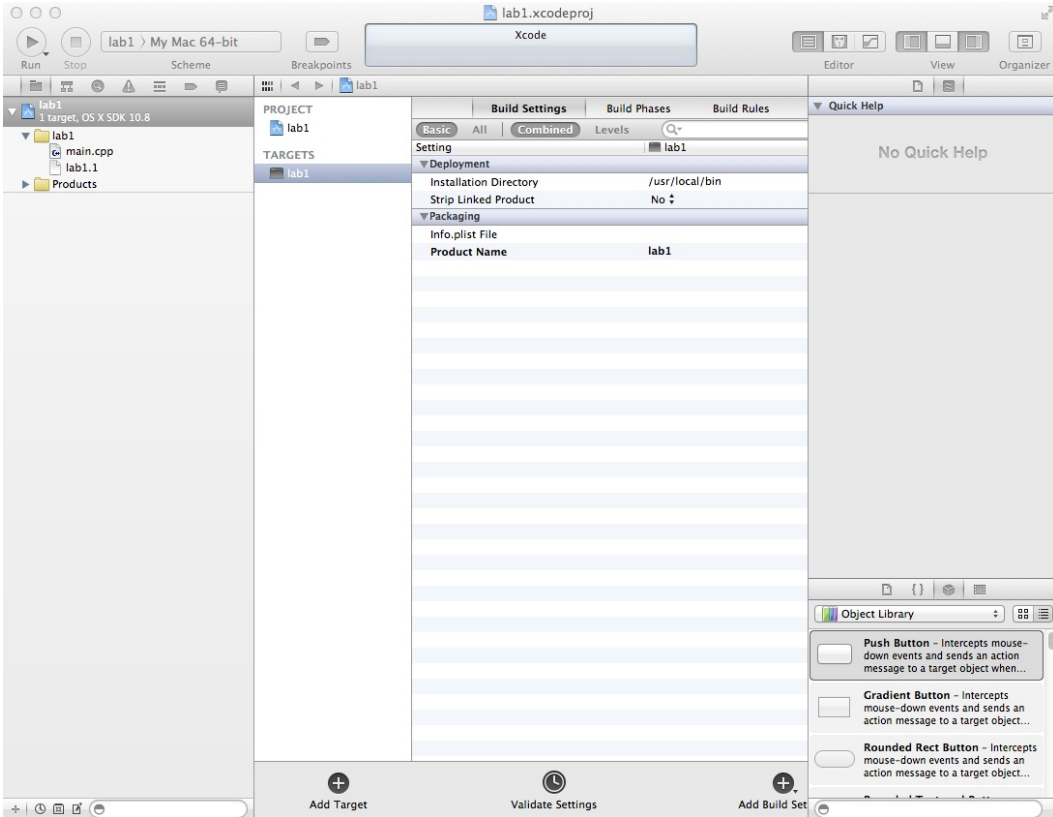 lab1.xcodeproj
lab1 〉 My Mac 64-bit
Xcode
Run
Stop
Scheme
Breakpoints
Editor
View
Organizer
lab1
1 target, OS X SDK 10.8
lab1
main.cpp
lab1.1
Products
lab1
PROJECT
lab1
TARGETS
lab1
Build Settings
Build Phases
Build Rules
Basic
All
Combined
Levels
Setting
lab1
Deployment
Installation Directory
/usr/local/bin
Strip Linked Product
No
Packaging
Info.plist File
Product Name
lab1
Add Target
Validate Settings
Add Build Set
Quick Help
No Quick Help
{ }
Object Library
Push Button – Intercepts mouse-
down events and sends an action
message to a target object when...
Gradient Button – Intercepts
mouse-down events and sends an
action message to a target object...
Rounded Rect Button – Intercepts
mouse-down events and sends an
action message to a target object...